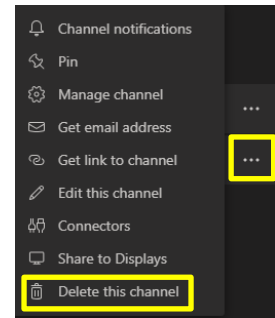 Channel notifications
Pin
Manage channel
Get email address
Get link to channel
Edit this channel
Connectors
Share to Displays
Delete this channel